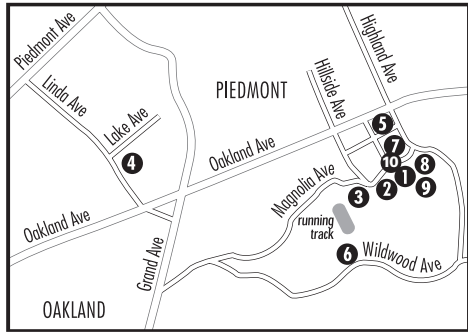 Piedmont Ave
Highland Ave
Linda Ave
Hillside Ave
PIEDMONT
Lake Ave
5
4
7
Oakland Ave
10
8
1
Magnolia Ave
3
2
9
running
track
Oakland Ave
Grand Ave
6
Wildwood Ave
OAKLAND